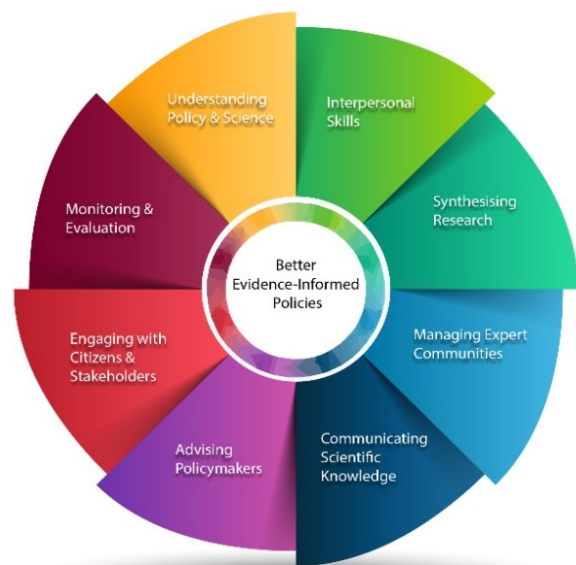 Understanding
Policy & Science
Interpersonal
Skills
Synthesising
Research
Managing Expert
Communities
Communicating
Scientific
Knowledge
Advising
Policymakers
Engaging with
Citizens &
Stakeholders
Monitoring &
Evaluation
Better
Evidence-Informed
Policies